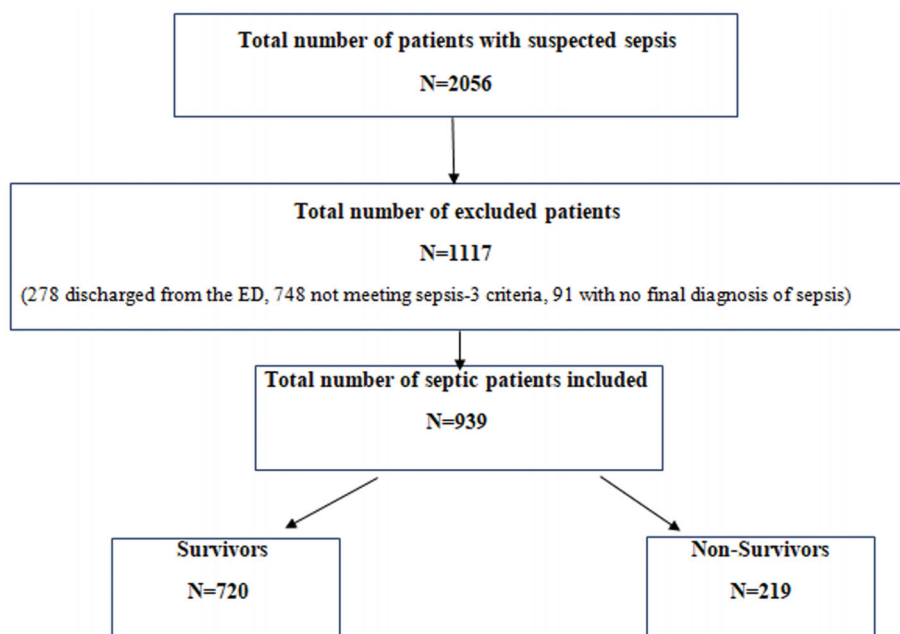 Total number of patients with suspected sepsis
N=2056
Total number of excluded patients
N=1117
(278 discharged from the ED, 748 not meeting sepsis-3 criteria, 91 with no final diagnosis of sepsis)
Total number of septic patients included
N=939
Survivors
N=720
Non-Survivors
N=219